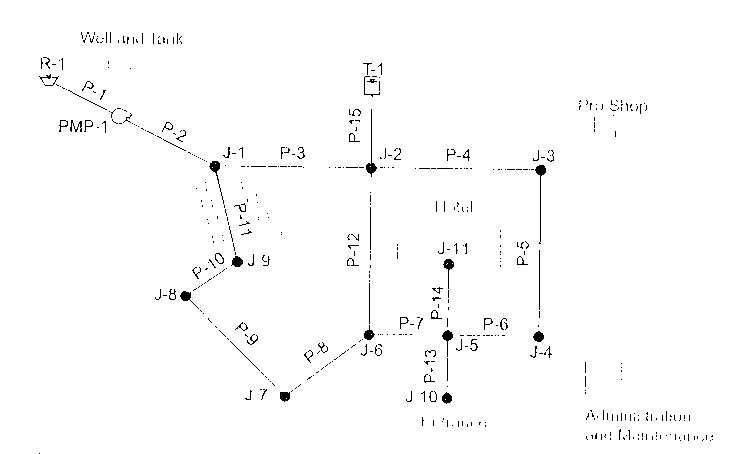 Well and Tank
R-1
T-1
P-1
Pro Shop
PMP-1
P-2
P-15
J-1
P-3
J-2
P-4
J-3
P-11
Hotel
P-12
P-5
J-11
P-10
J 9
J-8
P-14
P-9
P-7
P-6
P-8
J-6
J-5
J-4
P-13
J 7
J 10
Entrance
Administration
and Maintenance